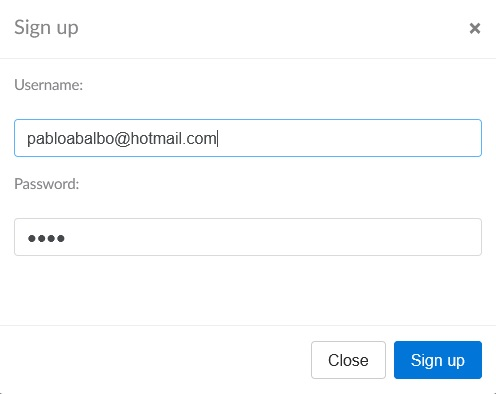 Sign up ×
Username:
pabloabalbo@hotmail.com
Password:
••••
Close Sign up